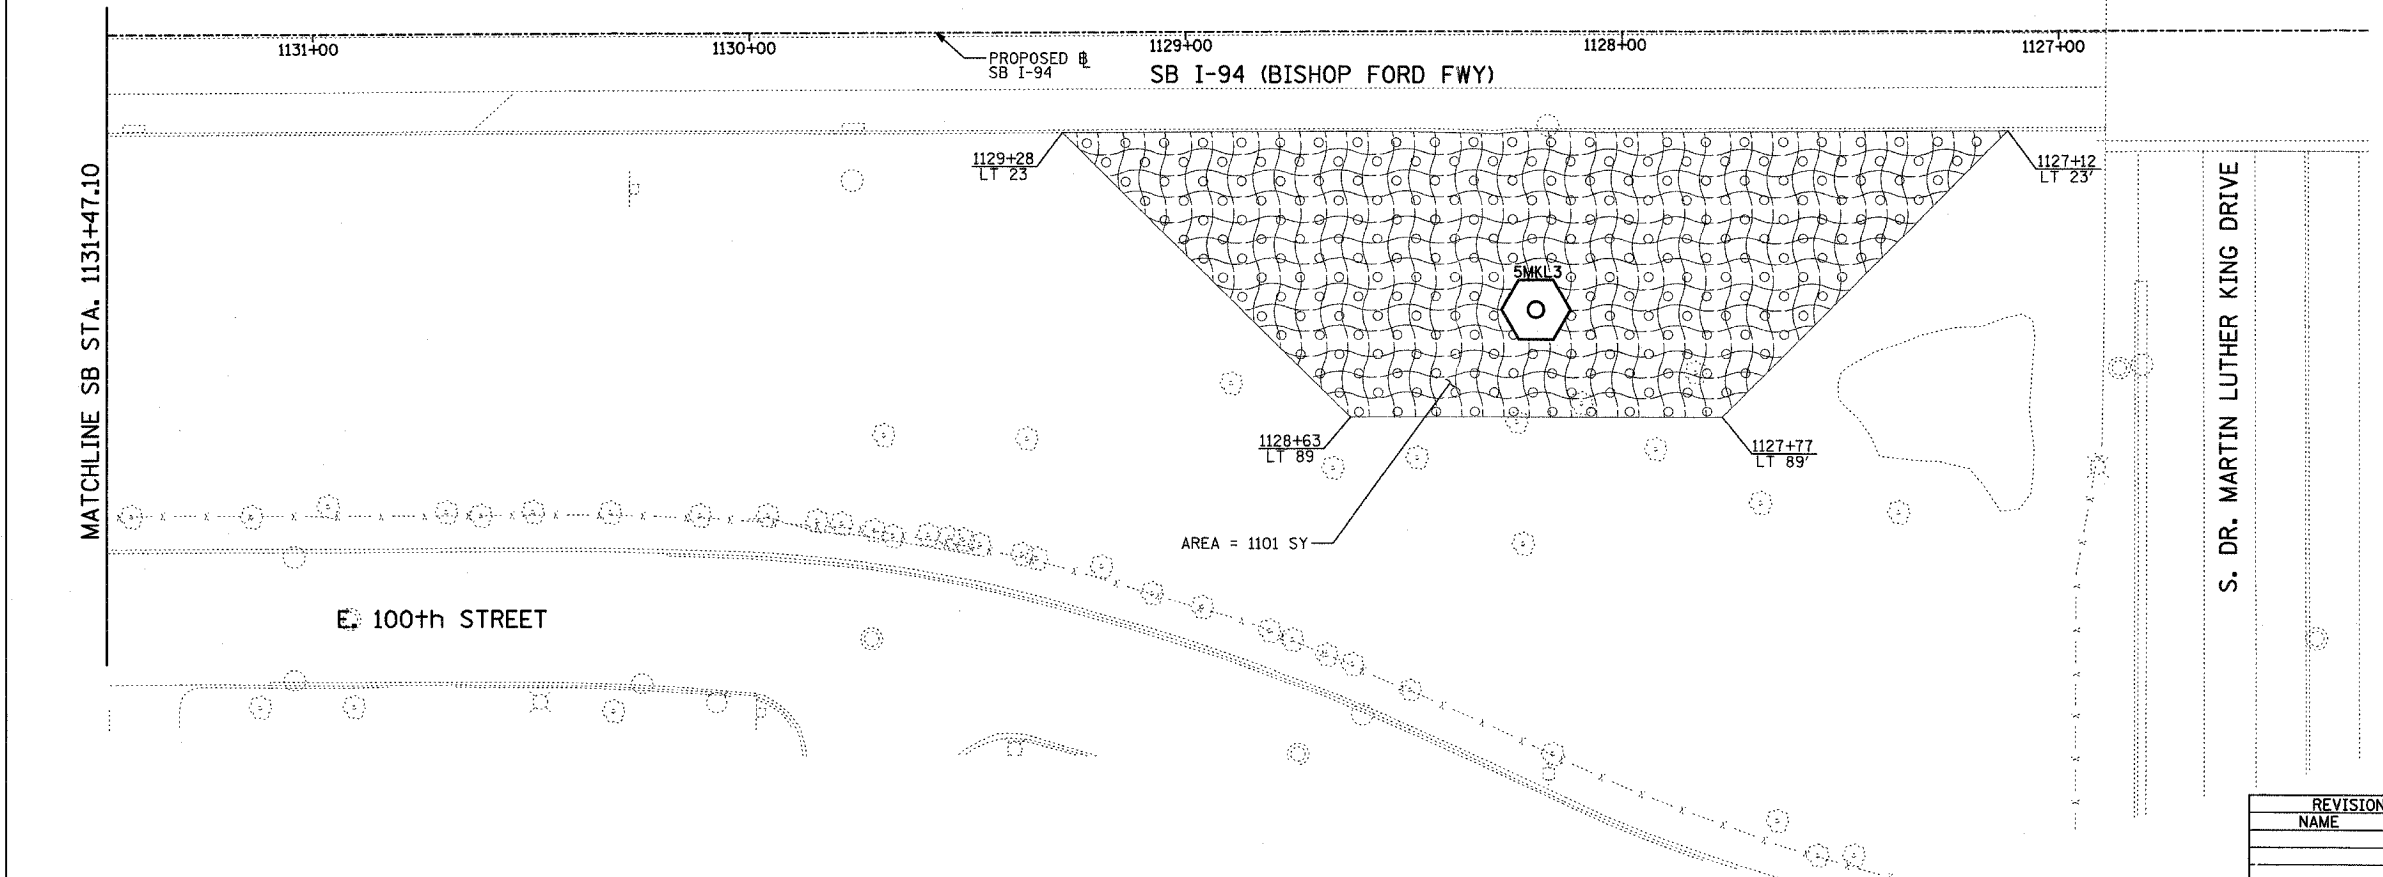 1131+00
1130+00
1129+00
1128+00
1127+00
PROPOSED ℄
SB I-94
SB I-94 (BISHOP FORD FWY)
MATCHLINE SB STA. 1131+47.10
1129+28
LT 23
1127+12
LT 23'
5MKL3
1128+63
LT 89
1127+77
LT 89'
AREA = 1101 SY
E. 100th STREET
S. DR. MARTIN LUTHER KING DRIVE
REVISION
NAME